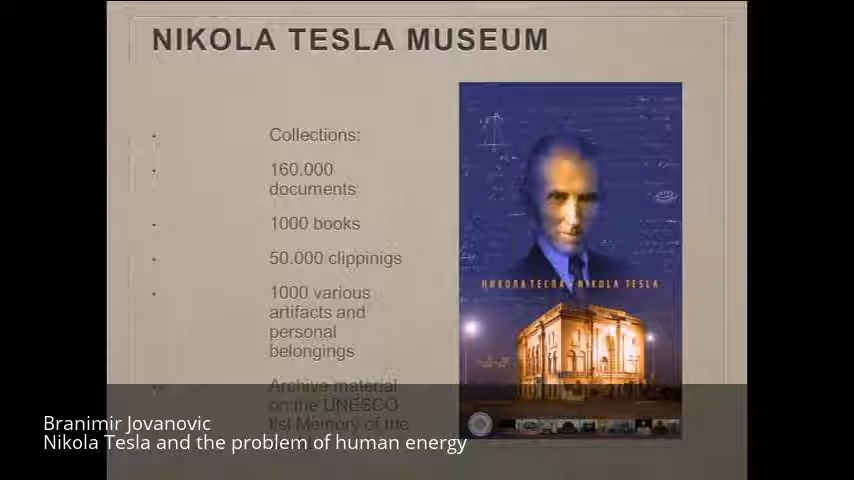 NIKOLA TESLA MUSEUM
Collections:
160.000
documents
1000 books
50.000 clippinigs
1000 various
artifacts and
personal
belongings
Archive material
on the UNESCO
list Memory of the
НИКОЛА ТЕСЛА NIKOLA TESLA
Branimir Jovanovic
Nikola Tesla and the problem of human energy